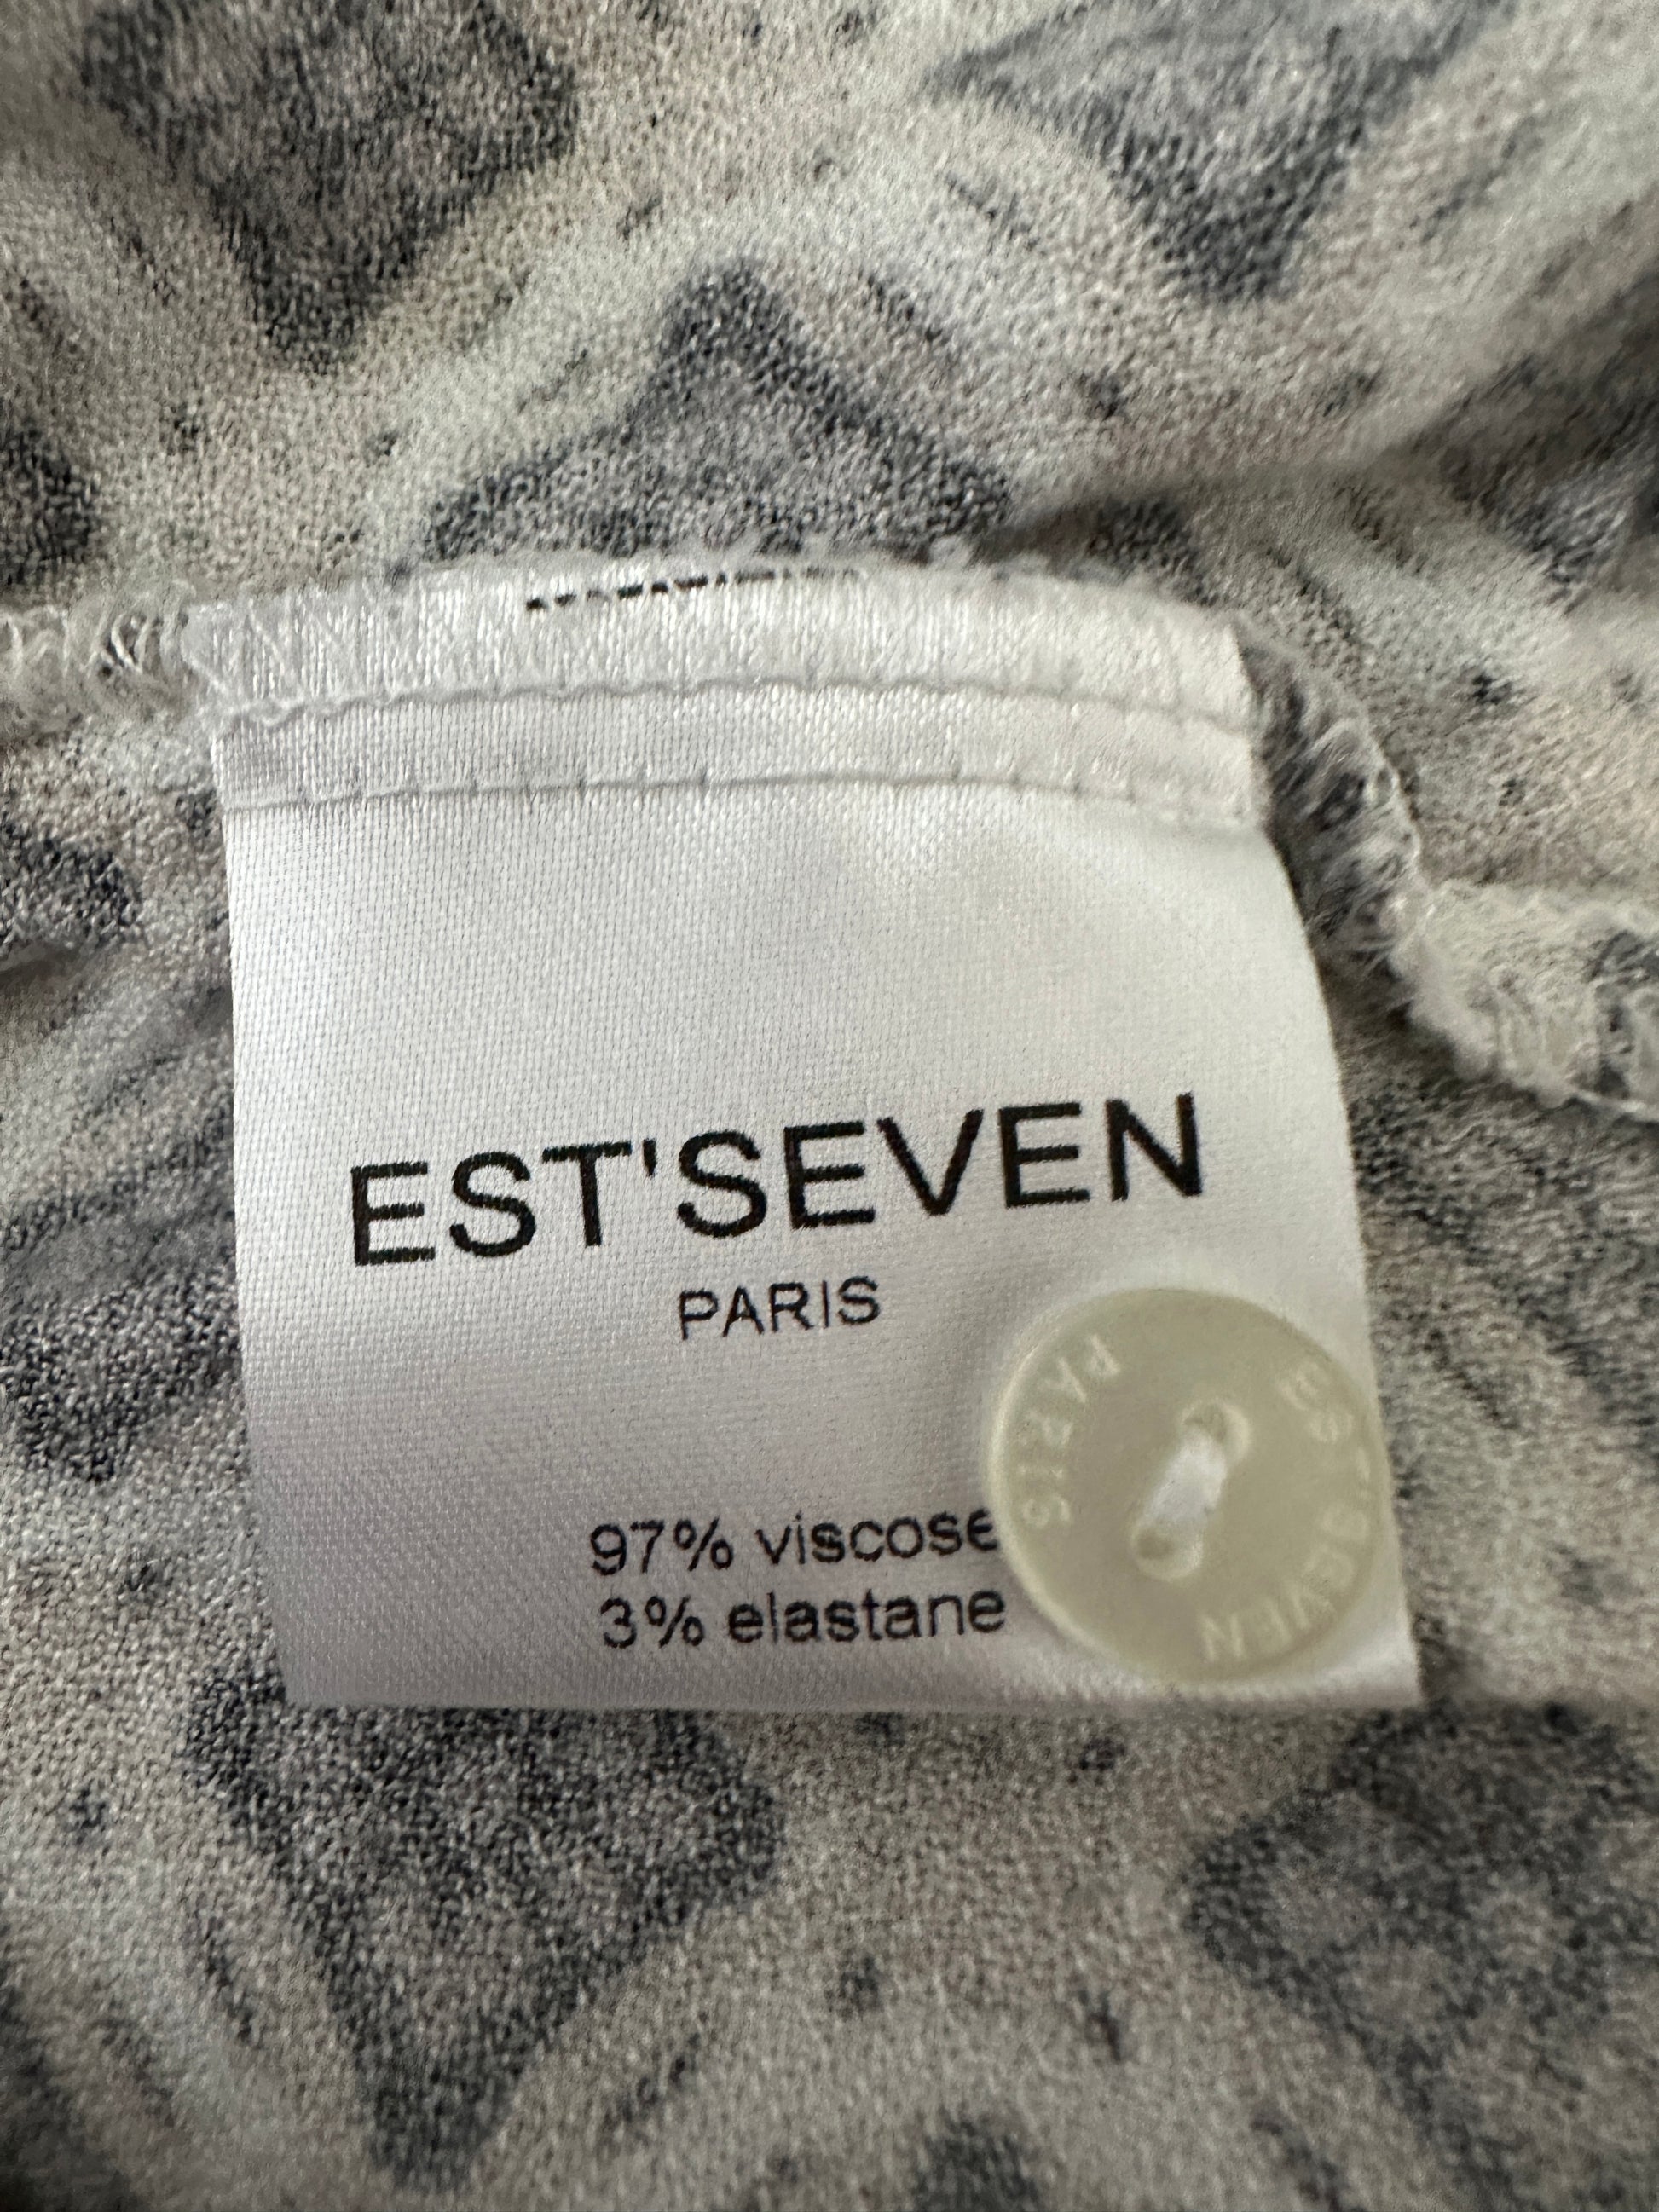 EST'SEVEN
PARIS
97% viscose
3% elastane
PARIS
EST'SEVEN